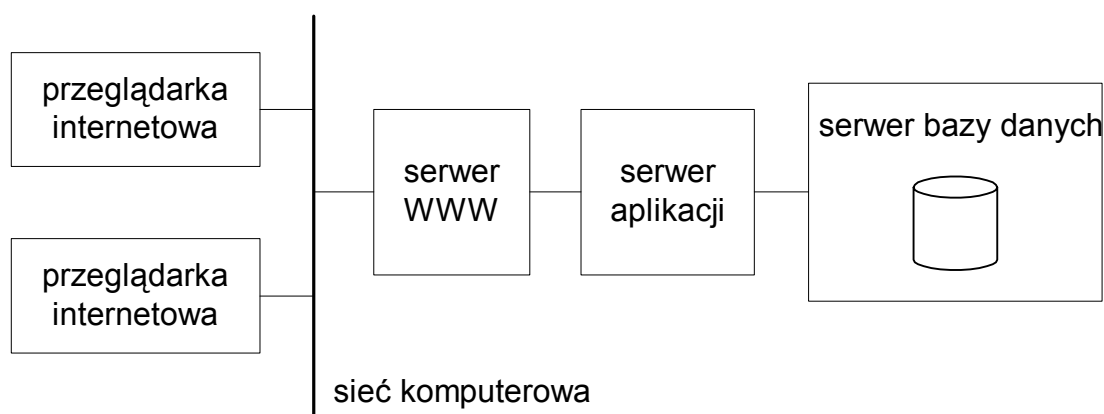 przeglądarka
internetowa
przeglądarka
internetowa
serwer
WWW
serwer
aplikacji
serwer bazy danych
sieć komputerowa